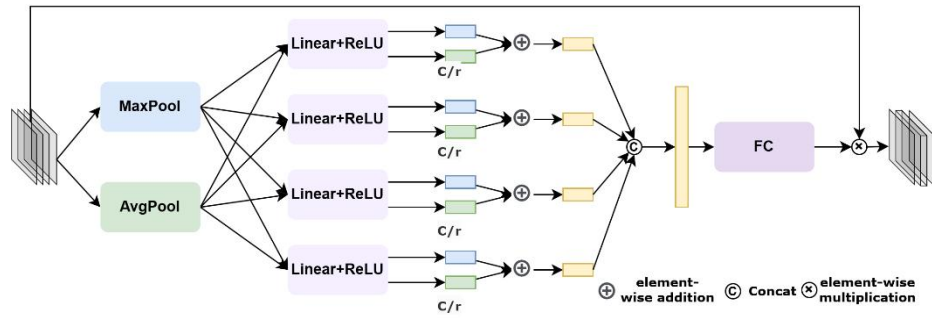 Linear+ReLU
C/r
MaxPool
Linear+ReLU
C/r
C
FC
AvgPool
Linear+ReLU
C/r
Linear+ReLU
C/r
element-
wise addition
C Concat
element-wise
multiplication